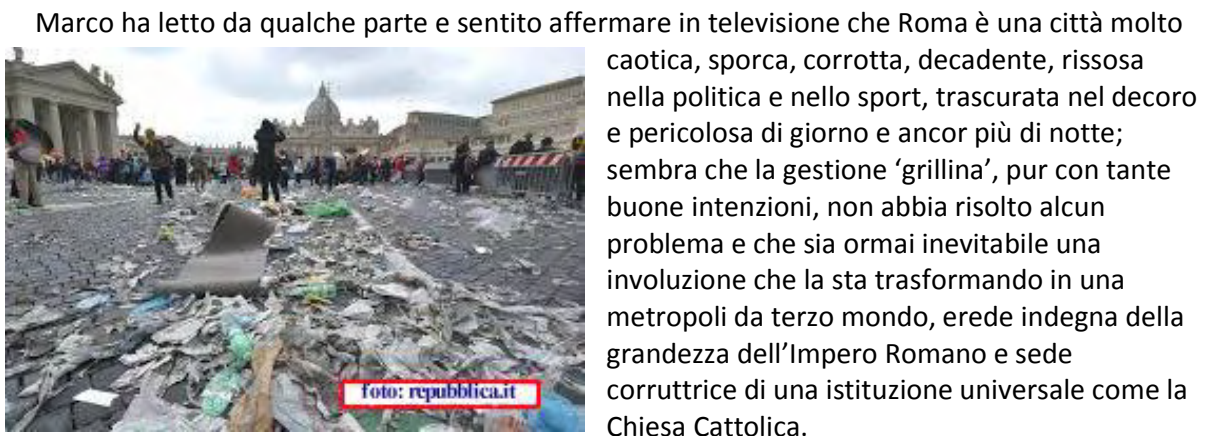 Marco ha letto da qualche parte e sentito affermare in televisione che Roma è una città molto
caotica, sporca, corrotta, decadente, rissosa
nella politica e nello sport, trascurata nel decoro
e pericolosa di giorno e ancor più di notte;
sembra che la gestione ‘grillina’, pur con tante
buone intenzioni, non abbia risolto alcun
problema e che sia ormai inevitabile una
involuzione che la sta trasformando in una
metropoli da terzo mondo, erede indegna della
grandezza dell’Impero Romano e sede
corruttrice di una istituzione universale come la
Chiesa Cattolica.
foto: repubblica.it